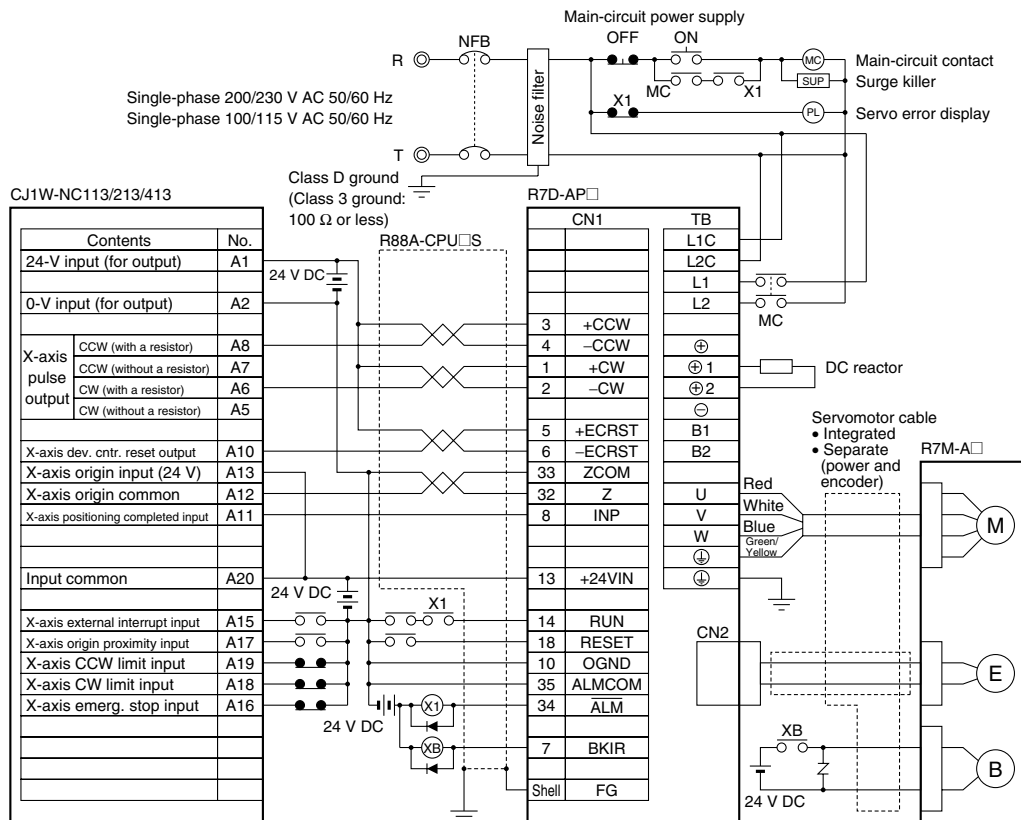 Main-circuit power supply
OFF
ON
NFB
R
MC
Main-circuit contact
SUP
Surge killer
MC
X1
X1
PL
Servo error display
Noise filter
Single-phase 200/230 V AC 50/60 Hz
Single-phase 100/115 V AC 50/60 Hz
T
Class D ground
(Class 3 ground:
100 Ω or less)
CJ1W-NC113/213/413
R88A-CPU□S
R7D-AP□
Contents No.
24-V input (for output) A1
0-V input (for output) A2
X-axis pulse output
CCW (with a resistor) A8
CCW (without a resistor) A7
CW (with a resistor) A6
CW (without a resistor) A5
X-axis dev. cntr. reset output A10
X-axis origin input (24 V) A13
X-axis origin common A12
X-axis positioning completed input A11
Input common A20
X-axis external interrupt input A15
X-axis origin proximity input A17
X-axis CCW limit input A19
X-axis CW limit input A18
X-axis emerg. stop input A16
24 V DC
24 V DC
X1
24 V DC
X1
XB
CN1
3 +CCW
4 −CCW
1 +CW
2 −CW
5 +ECRST
6 −ECRST
33 ZCOM
32 Z
8 INP
13 +24VIN
14 RUN
18 RESET
10 OGND
35 ALMCOM
34 ALM
7 BKIR
Shell FG
TB
L1C
L2C
L1
L2
⊕
⊕ 1
⊕ 2
⊖
B1
B2
U
V
W
MC
DC reactor
Servomotor cable
• Integrated
• Separate
(power and
encoder)
R7M-A□
Red
White
Blue
Green/
Yellow
M
CN2
E
XB
24 V DC
B